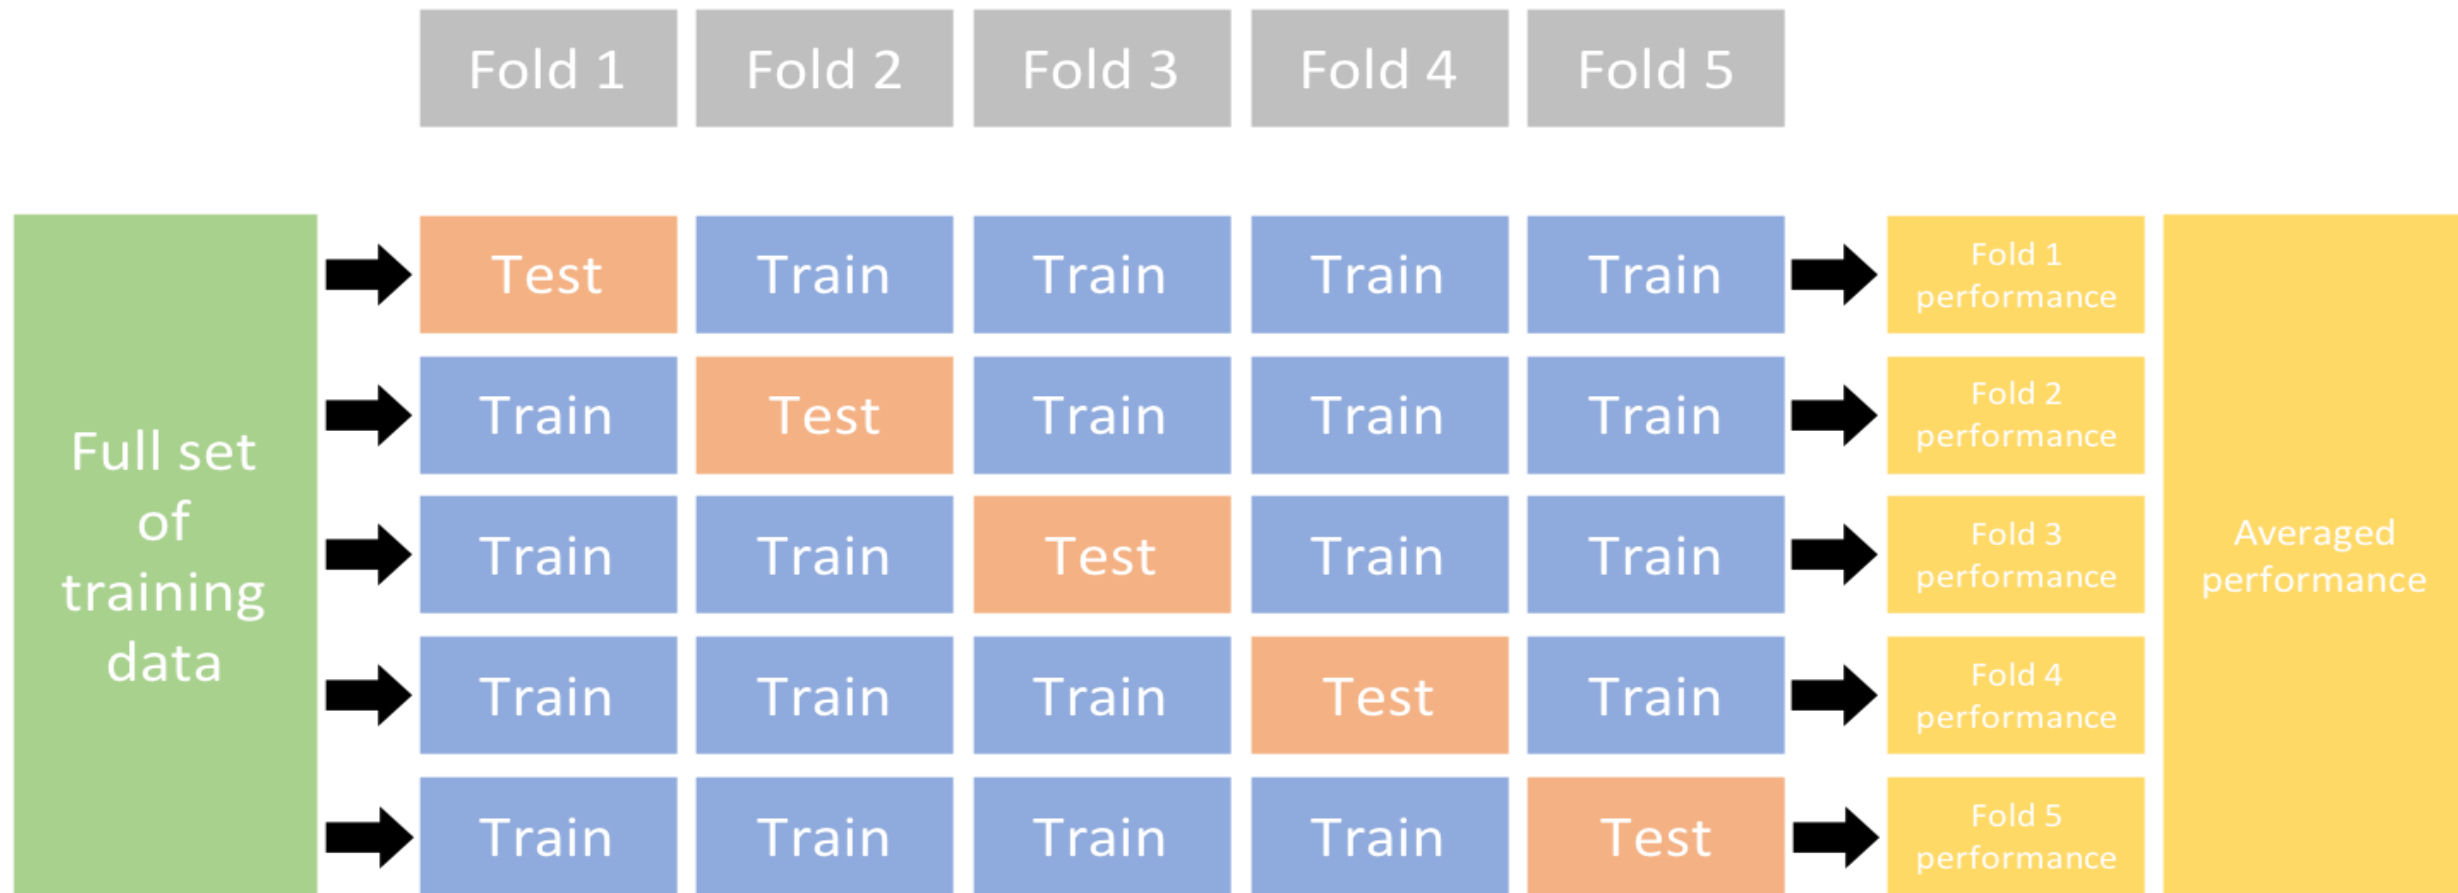 Fold 1 Fold 2 Fold 3 Fold 4 Fold 5
Full set
of
training
data
Test Train Train Train Train
Fold 1
performance
Train Test Train Train Train
Fold 2
performance
Train Train Test Train Train
Fold 3
performance
Train Train Train Test Train
Fold 4
performance
Train Train Train Train Test
Fold 5
performance
Averaged
performance